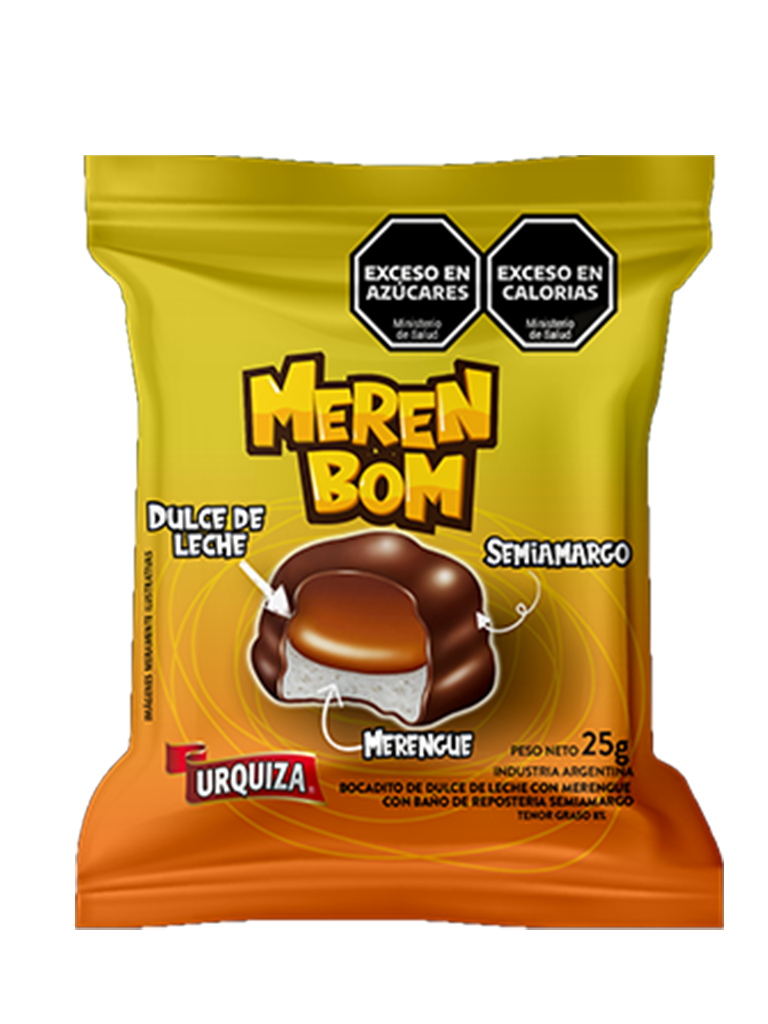 EXCESO EN
AZÚCARES
Ministerio
de Salud
EXCESO EN
CALORIAS
Ministerio
de Salud
MEREN
BOM
DULCE DE
LECHE
SEMIAMARGO
MERENGUE
IMÁGENES MERAMENTE ILUSTRATIVAS
URQUIZA
PESO NETO 25g
INDUSTRIA ARGENTINA
BOCADITO DE DULCE DE LECHE CON MERENGUE
CON BAÑO DE REPOSTERIA SEMIAMARGO
TENOR GRASO 8%